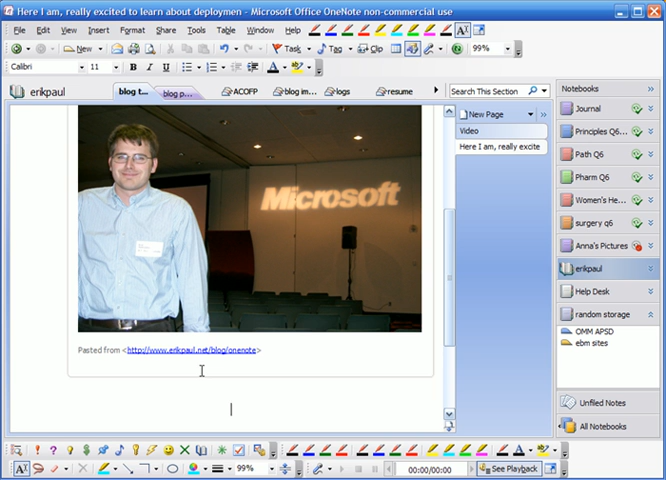 Here I am, really excited to learn about deploymen - Microsoft Office OneNote non-commercial use
File Edit View Insert Format Share Tools Table Window Help
Back New Task Tag Clip 99%
Calibri 11 B I U
erikpaul blog t... blog p... ACOFP blog im... logs resume Search This Section
Notebooks
New Page
Video
Here I am, really excite
Journal
Principles Q6...
Path Q6
Pharm Q6
Women's He...
surgery q6
Anna's Pictures
erikpaul
Help Desk
random storage
OMM APSD
ebm sites
Unfiled Notes
All Notebooks
Microsoft
Pasted from <http://www.erikpaul.net/blog/onenote>
99% 00:00/00:00 See Playback